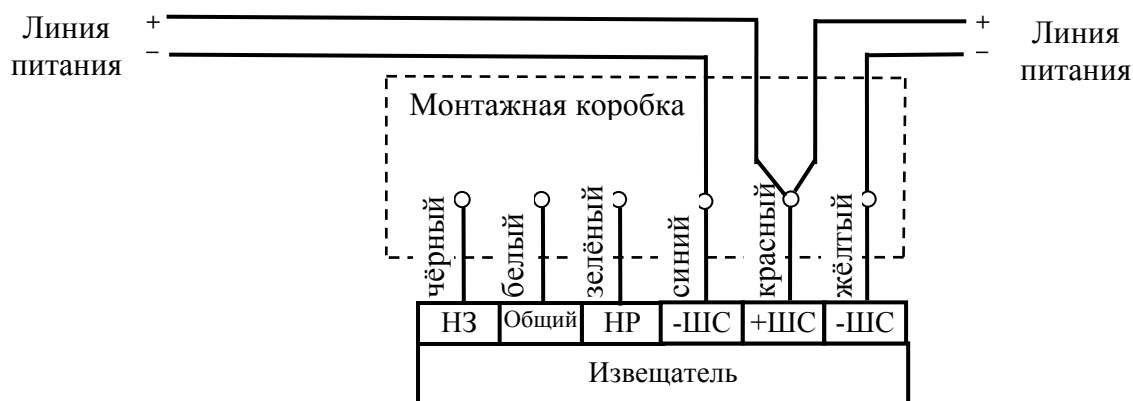 Линия
питания
+
–
+
–
Линия
питания
Монтажная коробка
чёрный
белый
зелёный
синий
красный
жёлтый
НЗ
Общий
НР
-ШС
+ШС
-ШС
Извещатель